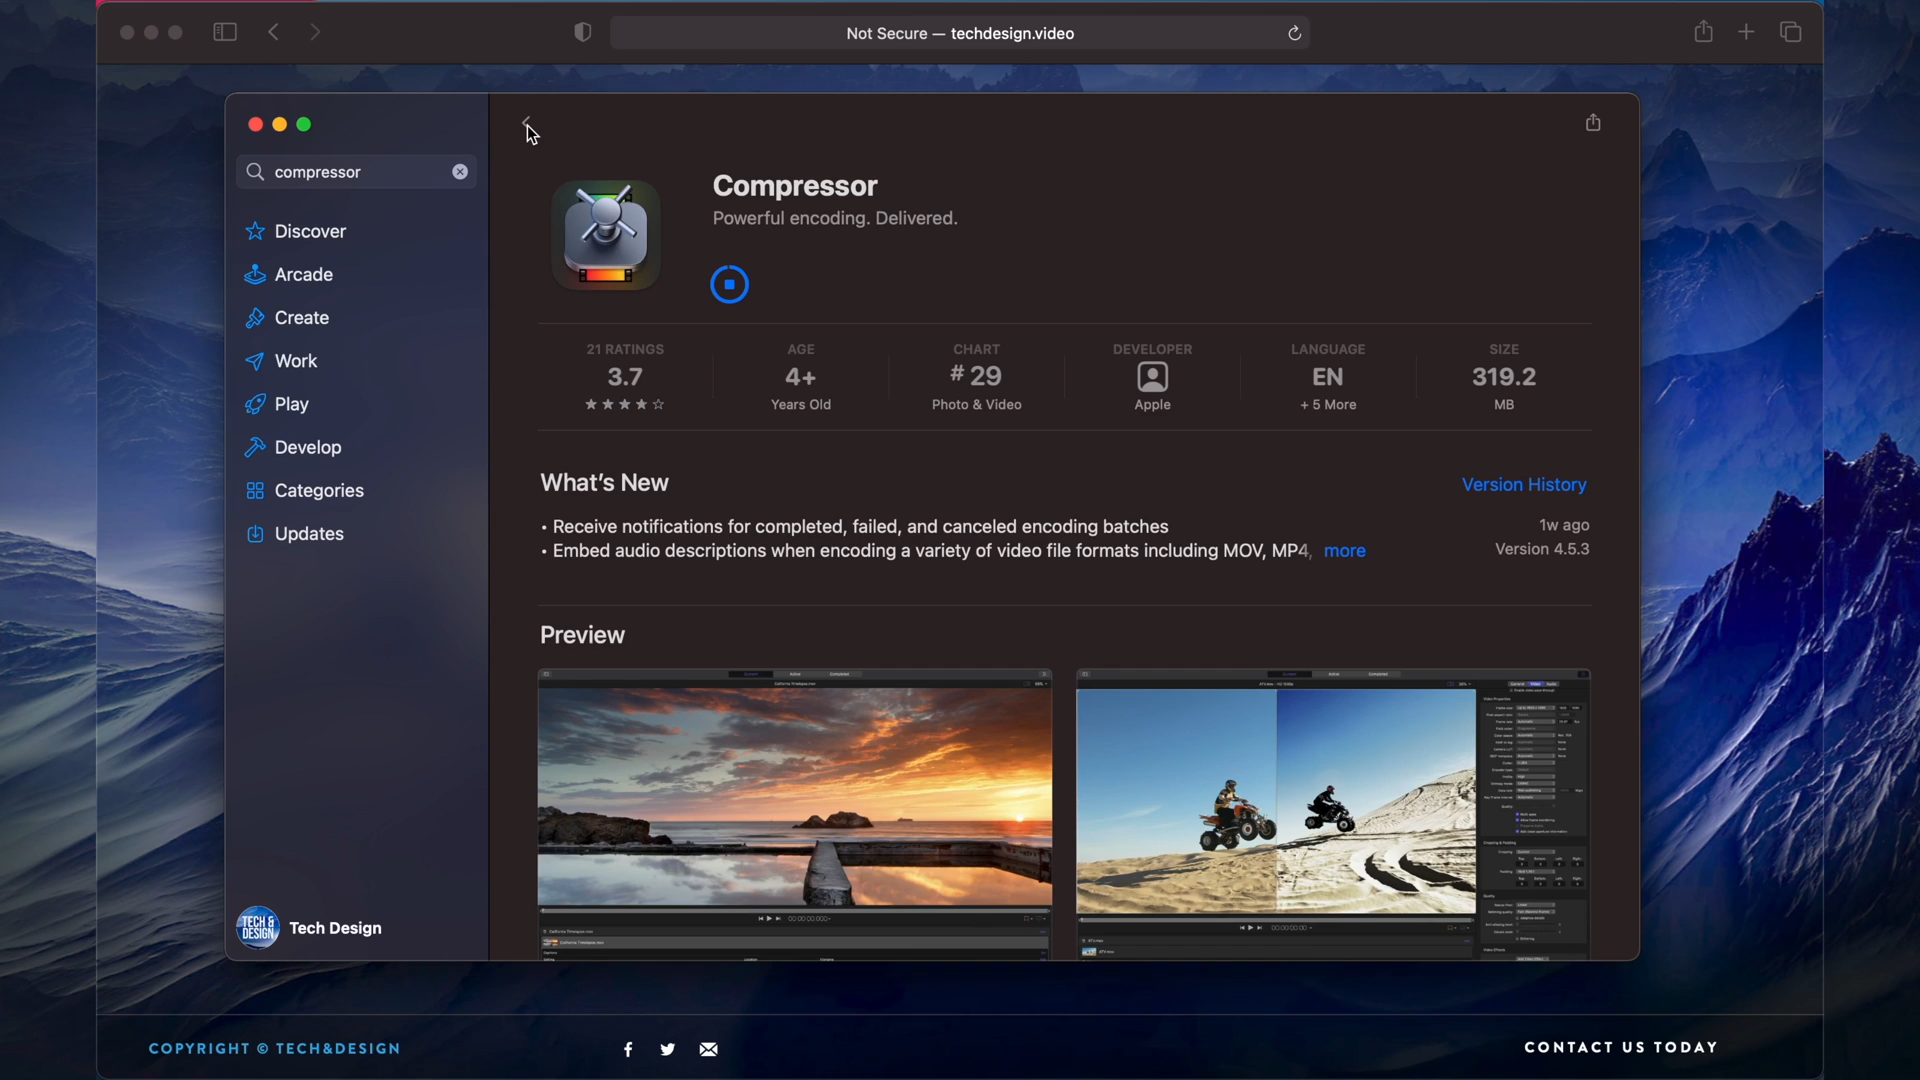 Not Secure — techdesign.video
compressor
Discover
Arcade
Create
Work
Play
Develop
Categories
Updates
TECH &
DESIGN
Tech Design
Compressor
Powerful encoding. Delivered.
21 RATINGS
3.7
AGE
4+
Years Old
CHART
# 29
Photo & Video
DEVELOPER
Apple
LANGUAGE
EN
+ 5 More
SIZE
319.2
MB
What's New
Version History
• Receive notifications for completed, failed, and canceled encoding batches
1w ago
• Embed audio descriptions when encoding a variety of video file formats including MOV, MP4, more
Version 4.5.3
Preview
COPYRIGHT © TECH&DESIGN
CONTACT US TODAY